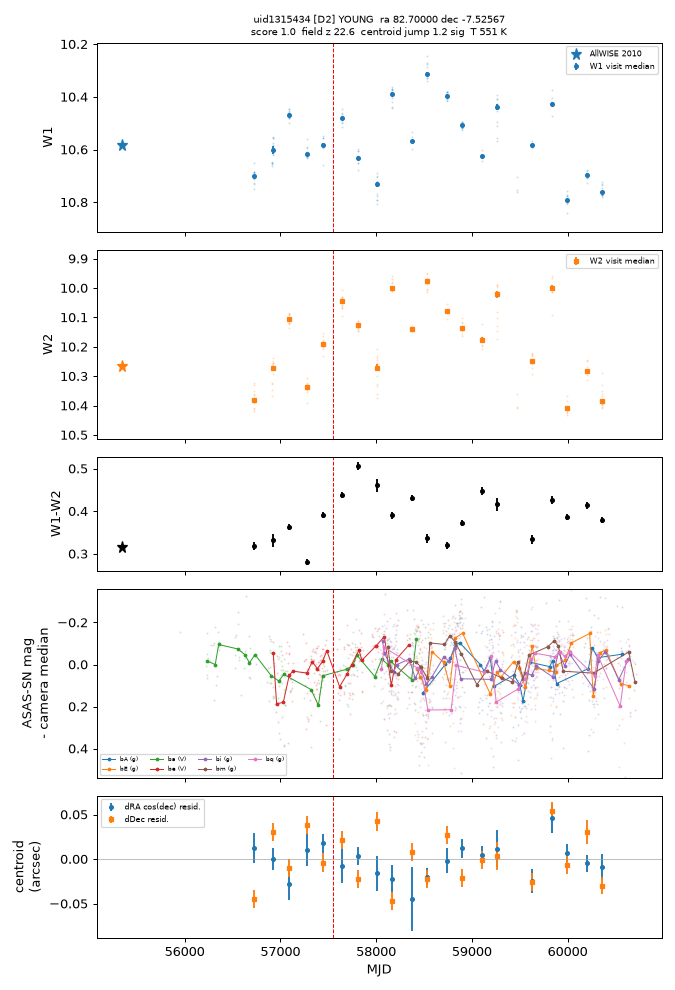 uid1315434 [D2] YOUNG ra 82.70000 dec -7.52567
score 1.0 field z 22.6 centroid jump 1.2 sig T 551 K
10.2
10.4
10.6
10.8
W1
AllWISE 2010
W1 visit median
9.9
10.0
10.1
10.2
10.3
10.4
10.5
W2
W2 visit median
0.5
0.4
0.3
W1-W2
−0.2
0.0
0.2
0.4
ASAS-SN mag
- camera median
bA (g)
bE (g)
ba (V)
be (V)
bi (g)
bm (g)
bq (g)
0.05
0.00
−0.05
centroid
(arcsec)
dRA cos(dec) resid.
dDec resid.
56000 57000 58000 59000 60000
MJD